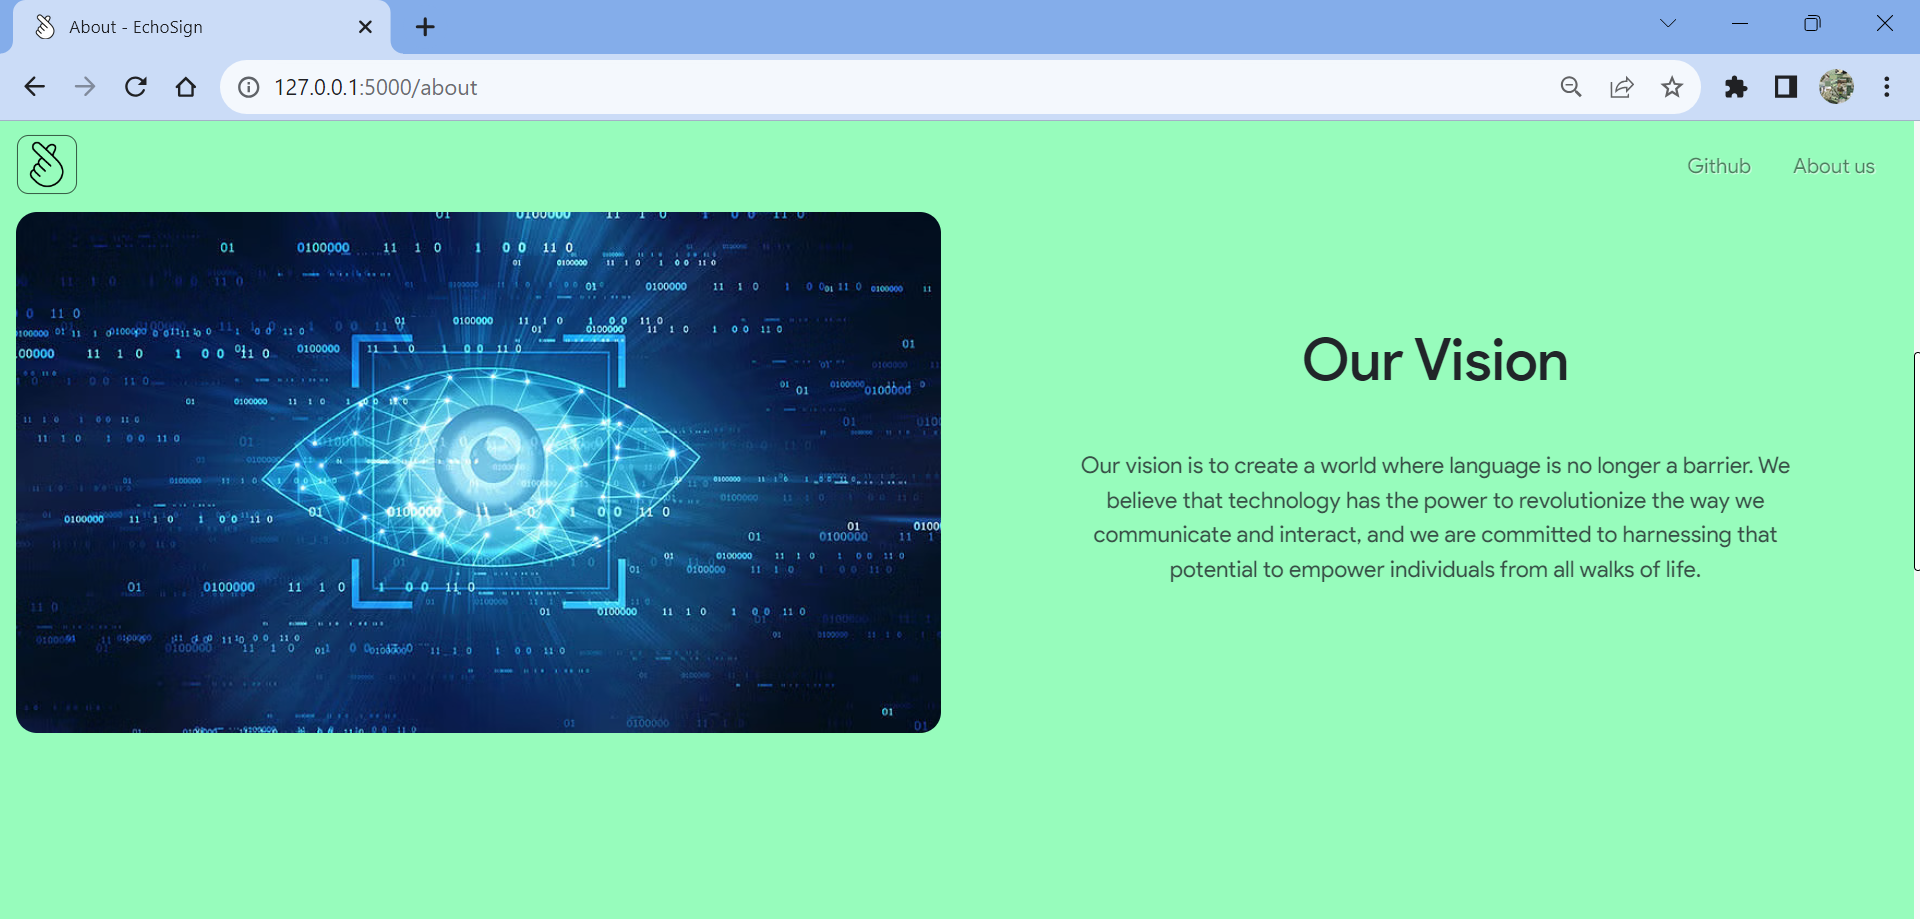 About - EchoSign
127.0.0.1:5000/about
Github
About us
Our Vision
Our vision is to create a world where language is no longer a barrier. We
believe that technology has the power to revolutionize the way we
communicate and interact, and we are committed to harnessing that
potential to empower individuals from all walks of life.